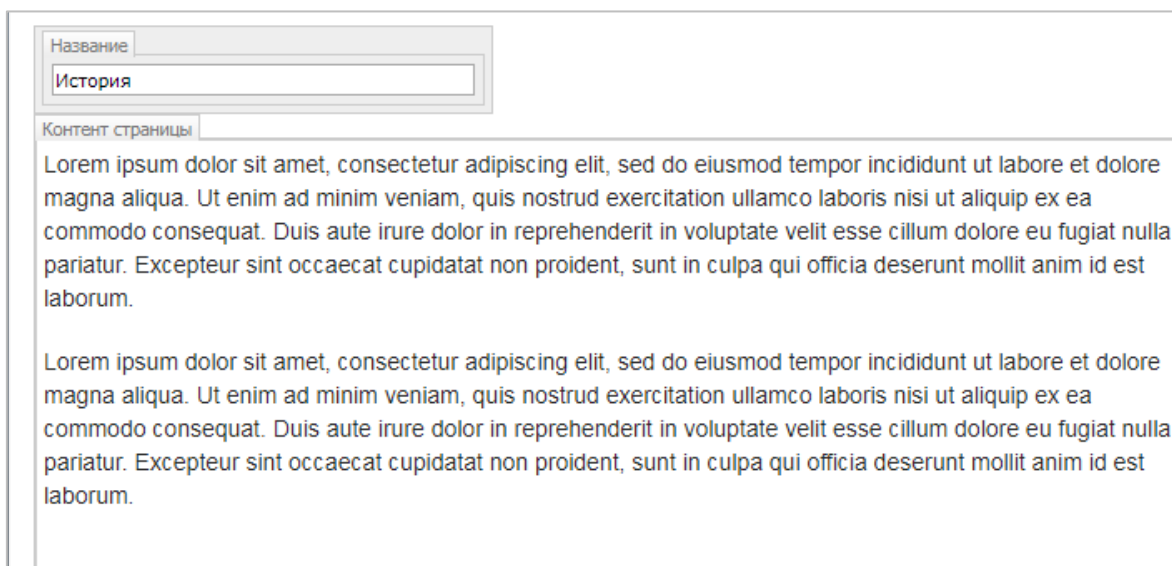 Название
История
Контент страницы
Lorem ipsum dolor sit amet, consectetur adipiscing elit, sed do eiusmod tempor incididunt ut labore et dolore
magna aliqua. Ut enim ad minim veniam, quis nostrud exercitation ullamco laboris nisi ut aliquip ex ea
commodo consequat. Duis aute irure dolor in reprehenderit in voluptate velit esse cillum dolore eu fugiat nulla
pariatur. Excepteur sint occaecat cupidatat non proident, sunt in culpa qui officia deserunt mollit anim id est
laborum.
Lorem ipsum dolor sit amet, consectetur adipiscing elit, sed do eiusmod tempor incididunt ut labore et dolore
magna aliqua. Ut enim ad minim veniam, quis nostrud exercitation ullamco laboris nisi ut aliquip ex ea
commodo consequat. Duis aute irure dolor in reprehenderit in voluptate velit esse cillum dolore eu fugiat nulla
pariatur. Excepteur sint occaecat cupidatat non proident, sunt in culpa qui officia deserunt mollit anim id est
laborum.